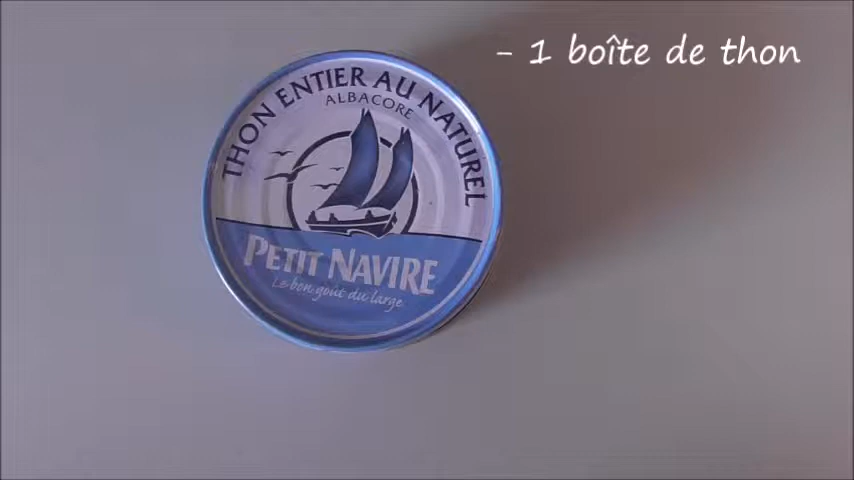 - 1 boîte de thon
THON ENTIER AU NATUREL
ALBACORE
PETIT NAVIRE
Le bon goût du large